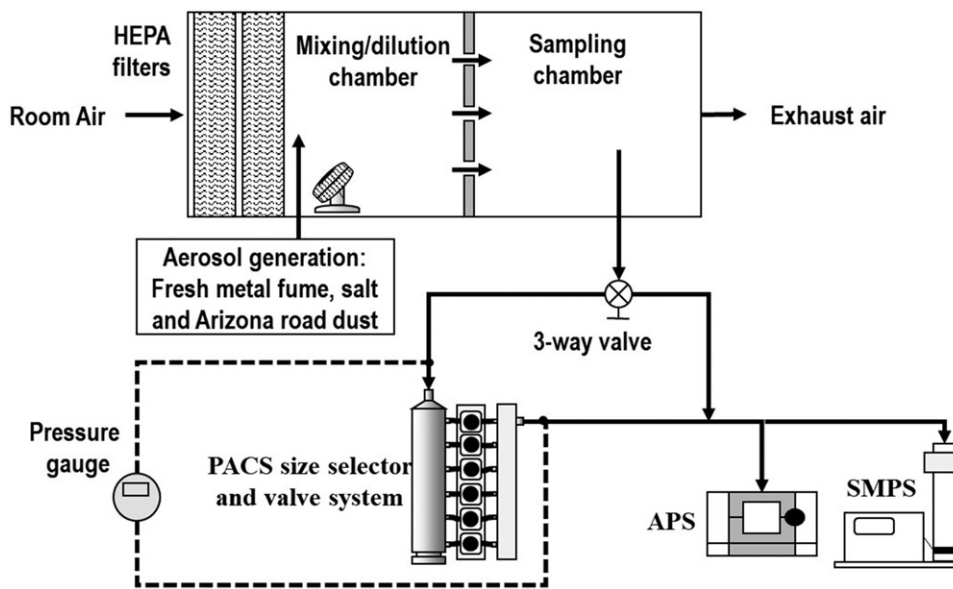 HEPA
filters
Mixing/dilution
chamber
Sampling
chamber
Room Air
Exhaust air
Aerosol generation:
Fresh metal fume, salt
and Arizona road dust
3-way valve
Pressure
gauge
PACS size selector
and valve system
APS
SMPS